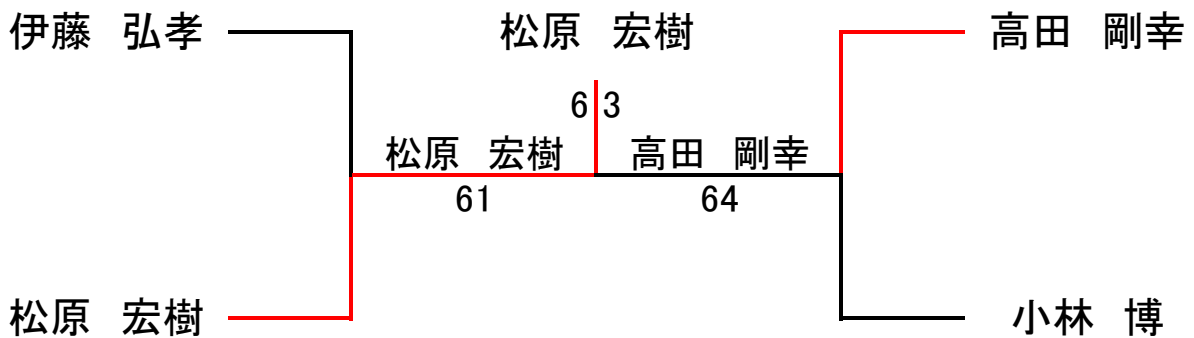 伊藤 弘孝 松原 宏樹 高田 剛幸
6 3
松原 宏樹 高田 剛幸
61 64
松原 宏樹 小林 博